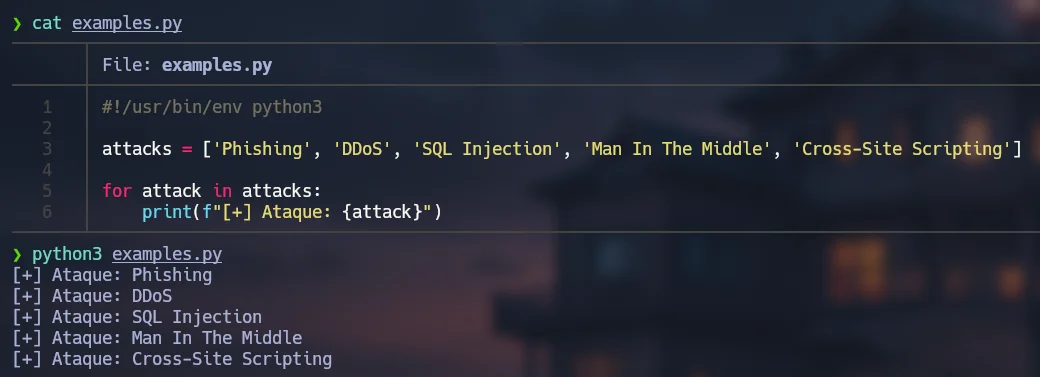 ❯ cat examples.py
File: examples.py
1 #!/usr/bin/env python3
2
3 attacks = ['Phishing', 'DDoS', 'SQL Injection', 'Man In The Middle', 'Cross-Site Scripting']
4
5 for attack in attacks:
6     print(f"[+] Ataque: {attack}")
❯ python3 examples.py
[+] Ataque: Phishing
[+] Ataque: DDoS
[+] Ataque: SQL Injection
[+] Ataque: Man In The Middle
[+] Ataque: Cross-Site Scripting